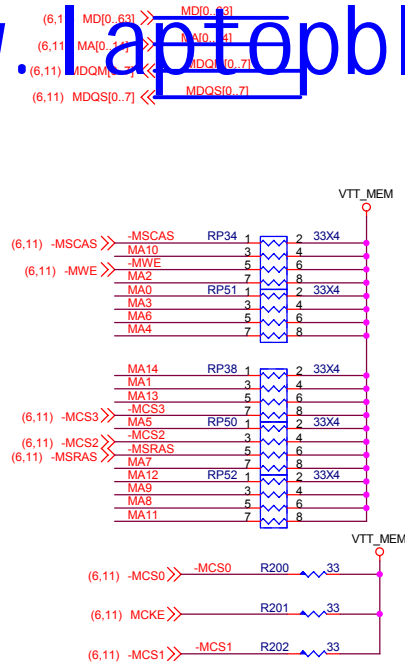 (6,11) MD[0..63] MD[0..63]
(6,11) MA[0..14] MA[0..14]
w.laptopbl
(6,11) MDQM[0..7] MDQM[0..7]
(6,11) MDQS[0..7] MDQS[0..7]
VTT_MEM
(6,11) -MSCAS -MSCAS RP34 1 2 33X4
MA10 3 4
(6,11) -MWE -MWE 5 6
MA2 7 8
MA0 RP51 1 2 33X4
MA3 3 4
MA6 5 6
MA4 7 8
MA14 RP38 1 2 33X4
MA1 3 4
MA13 5 6
(6,11) -MCS3 -MCS3 7 8
MA5 RP50 1 2 33X4
(6,11) -MCS2 -MCS2 3 4
(6,11) -MSRAS -MSRAS 5 6
MA7 7 8
MA12 RP52 1 2 33X4
MA9 3 4
MA8 5 6
MA11 7 8
VTT_MEM
(6,11) -MCS0 -MCS0 R200 33
(6,11) MCKE R201 33
(6,11) -MCS1 -MCS1 R202 33